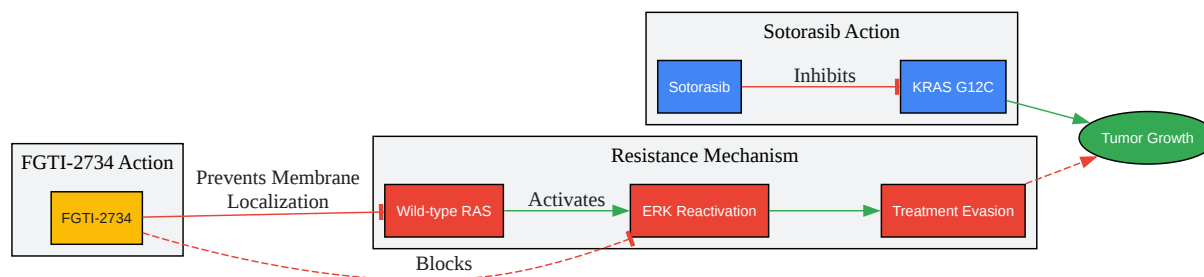 Sotorasib Action
Sotorasib
Inhibits
KRAS G12C
Tumor Growth
FGTI-2734 Action
FGTI-2734
Prevents Membrane
Localization
Resistance Mechanism
Wild-type RAS
Activates
ERK Reactivation
Treatment Evasion
Blocks